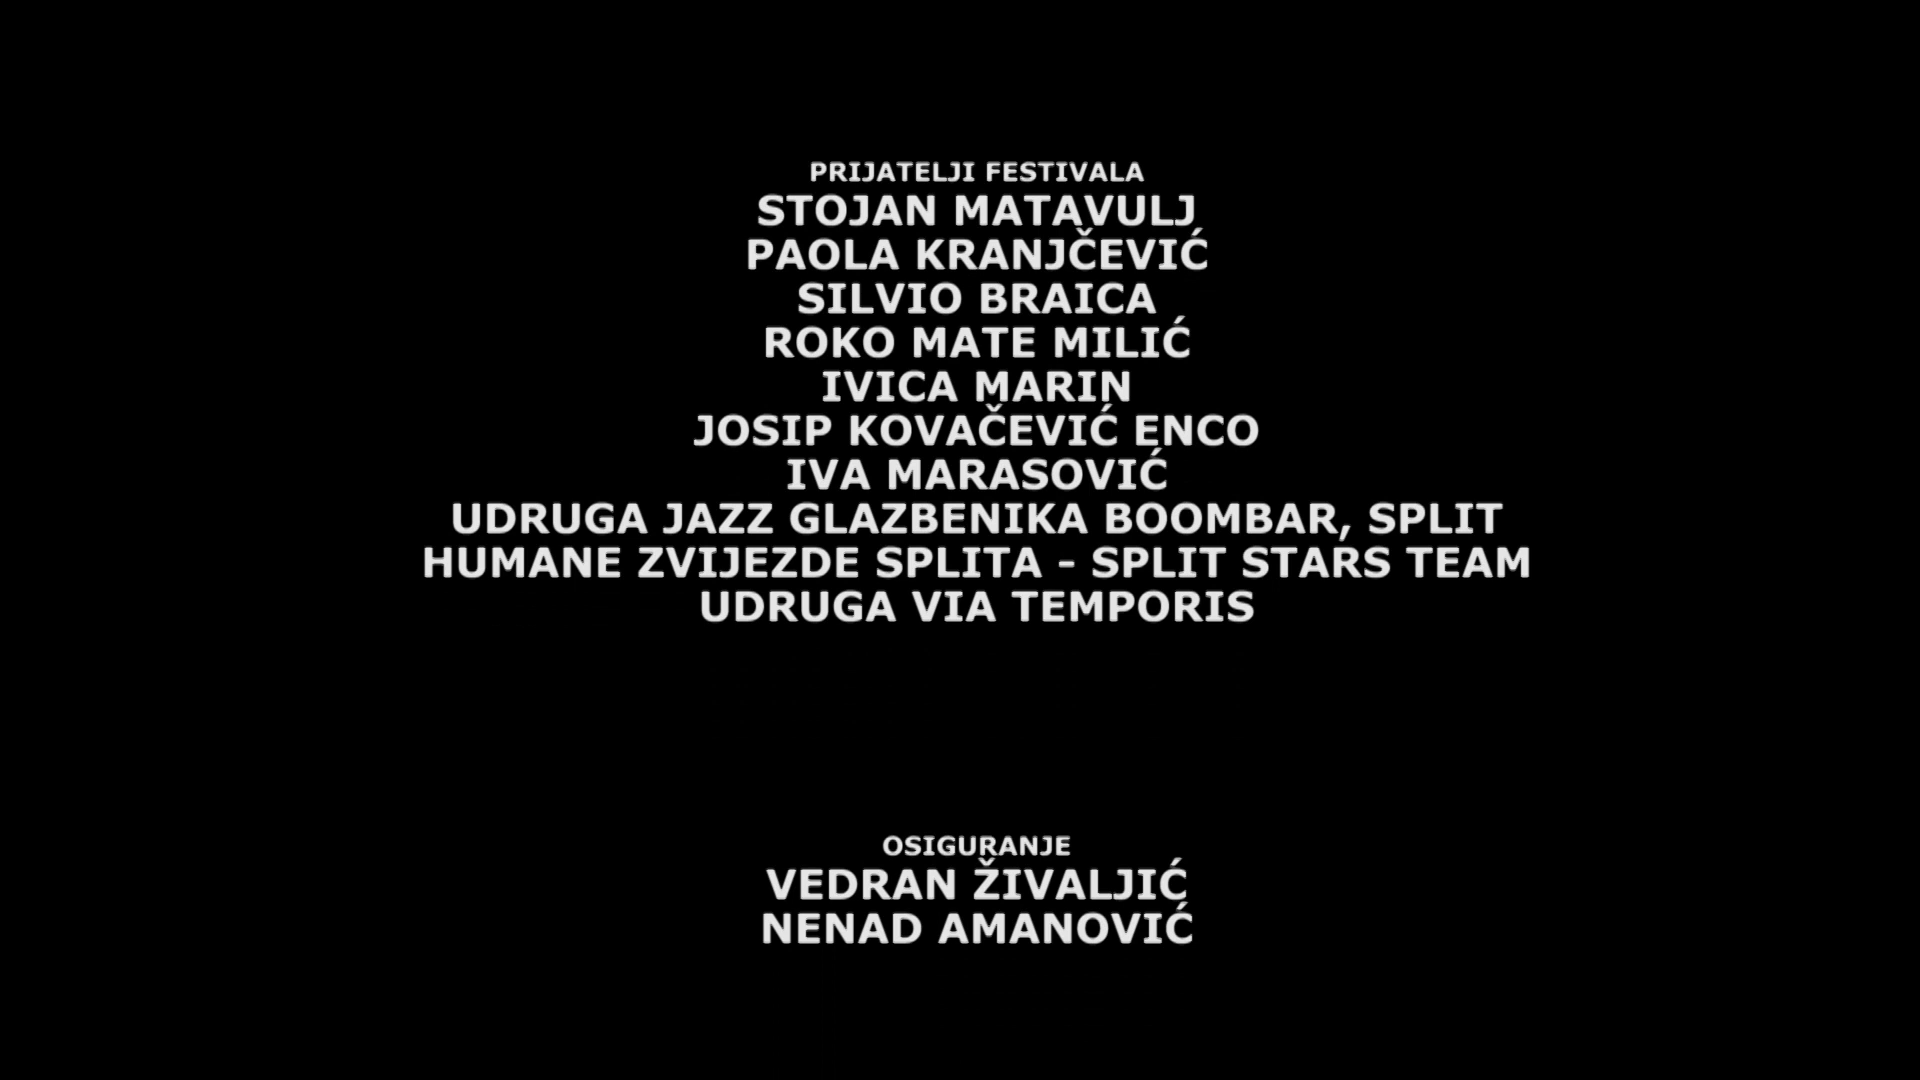 PRIJATELJI FESTIVALA
STOJAN MATAVULJ
PAOLA KRANJČEVIĆ
SILVIO BRAICA
ROKO MATE MILIĆ
IVICA MARIN
JOSIP KOVAČEVIĆ ENCO
IVA MARASOVIĆ
UDRUGA JAZZ GLAZBENIKA BOOMBAR, SPLIT
HUMANE ZVIJEZDE SPLITA - SPLIT STARS TEAM
UDRUGA VIA TEMPORIS
OSIGURANJE
VEDRAN ŽIVALJIĆ
NENAD AMANOVIĆ